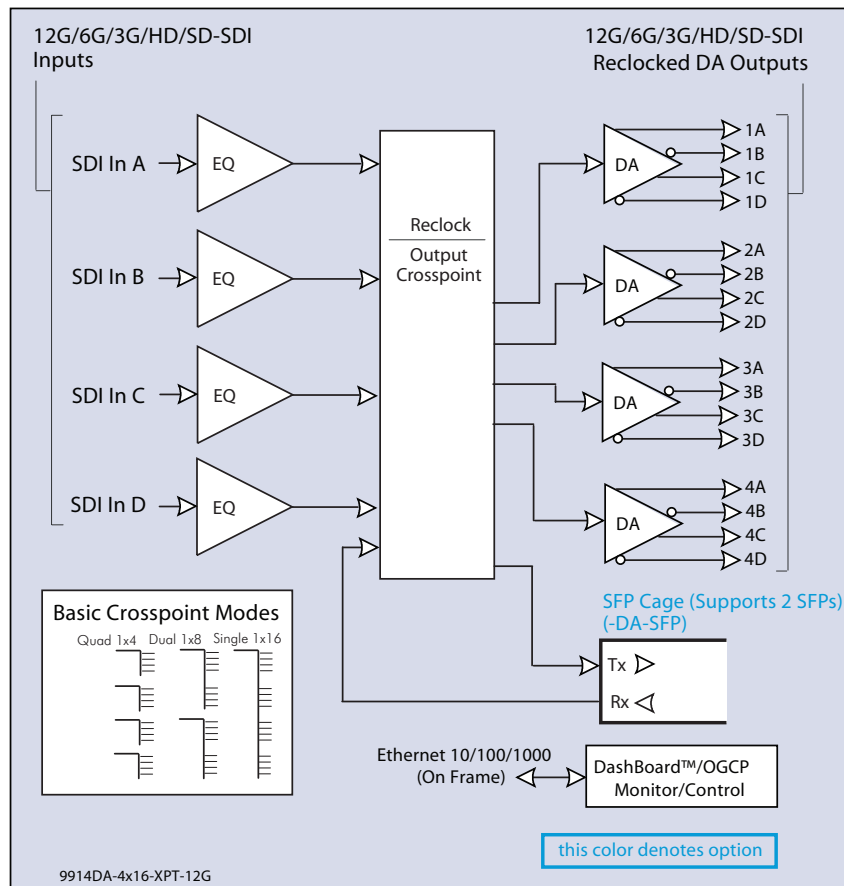 12G/6G/3G/HD/SD-SDI
Inputs
12G/6G/3G/HD/SD-SDI
Reclocked DA Outputs
SDI In A
EQ
SDI In B
EQ
SDI In C
EQ
SDI In D
EQ
Reclock
Output
Crosspoint
DA
1A
1B
1C
1D
DA
2A
2B
2C
2D
DA
3A
3B
3C
3D
DA
4A
4B
4C
4D
Basic Crosspoint Modes
Quad 1x4 Dual 1x8 Single 1x16
SFP Cage (Supports 2 SFPs)
(-DA-SFP)
Tx
Rx
Ethernet 10/100/1000
(On Frame)
DashBoard™/OGCP
Monitor/Control
this color denotes option
9914DA-4x16-XPT-12G